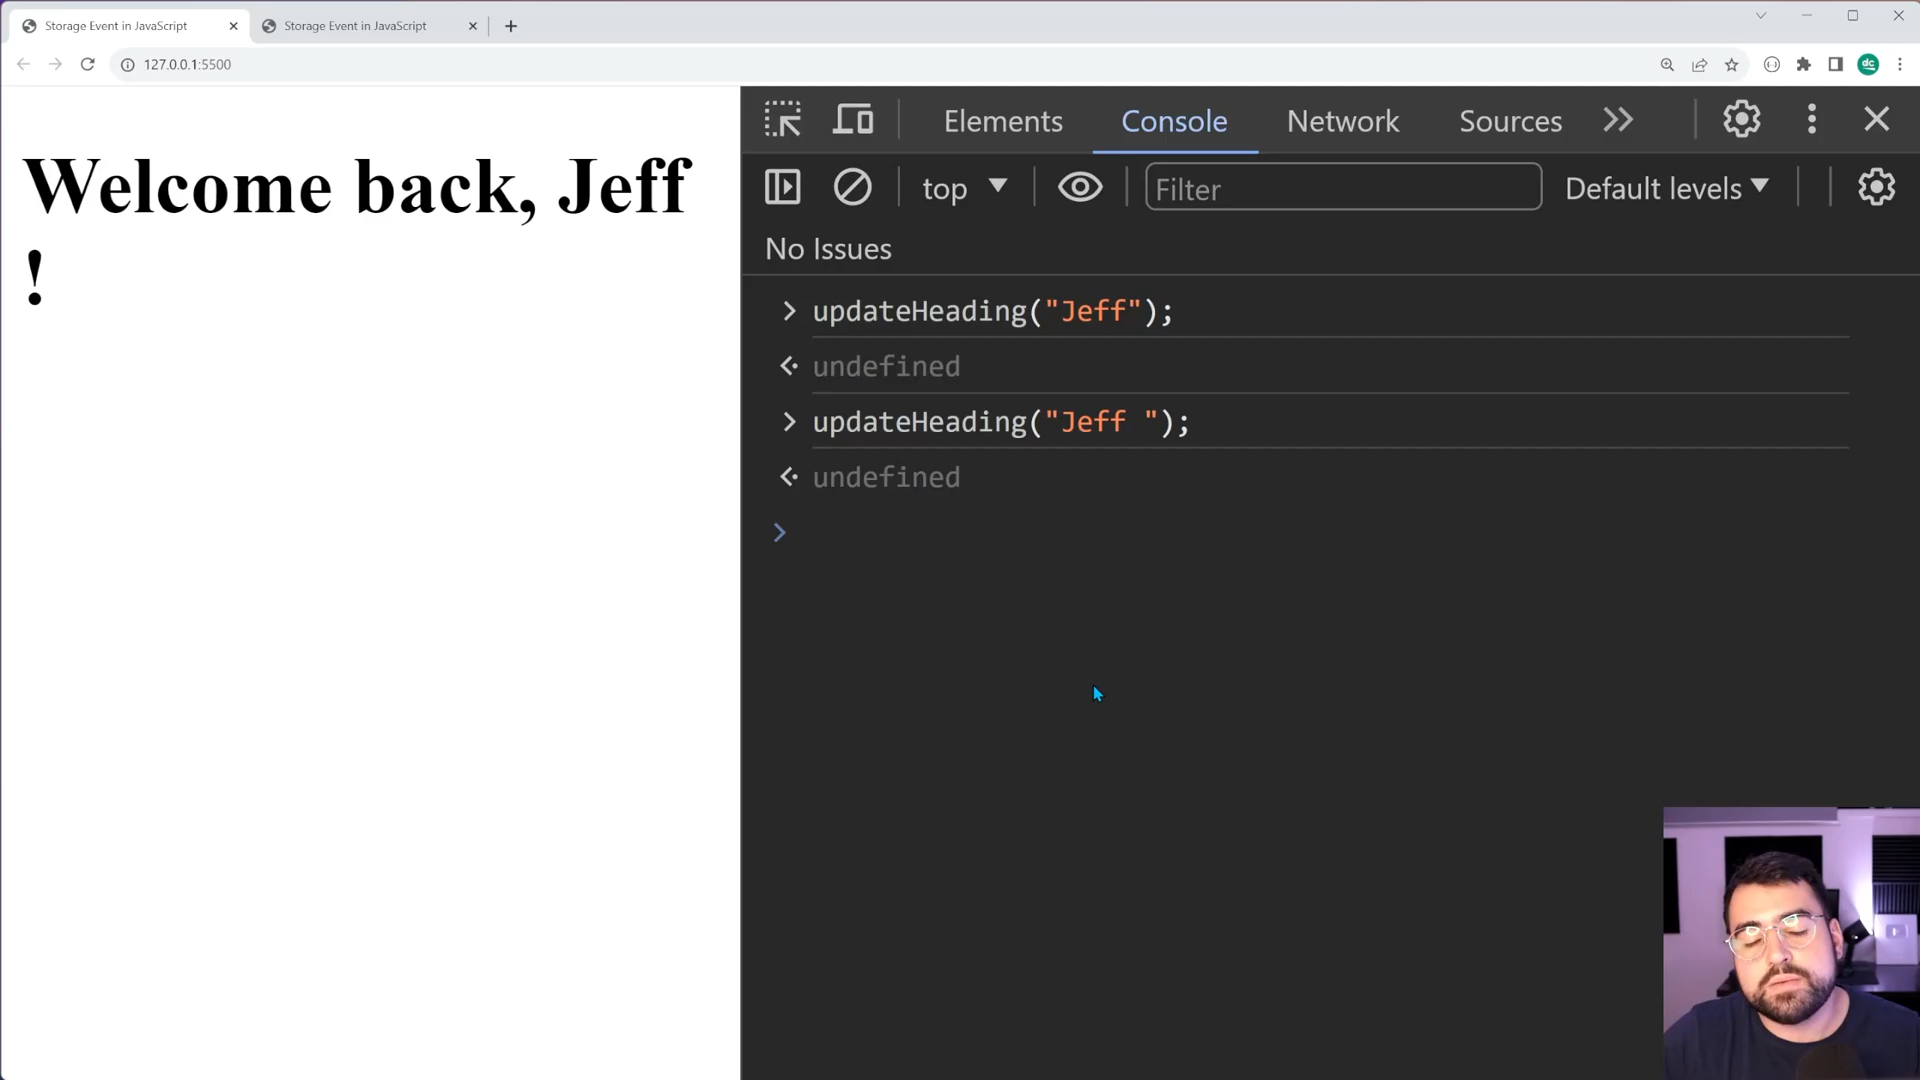 Storage Event in JavaScript
Storage Event in JavaScript
127.0.0.1:5500
dc
Welcome back, Jeff
!
Elements
Console
Network
Sources
top
Filter
Default levels
No Issues
updateHeading("Jeff");
undefined
updateHeading("Jeff ");
undefined